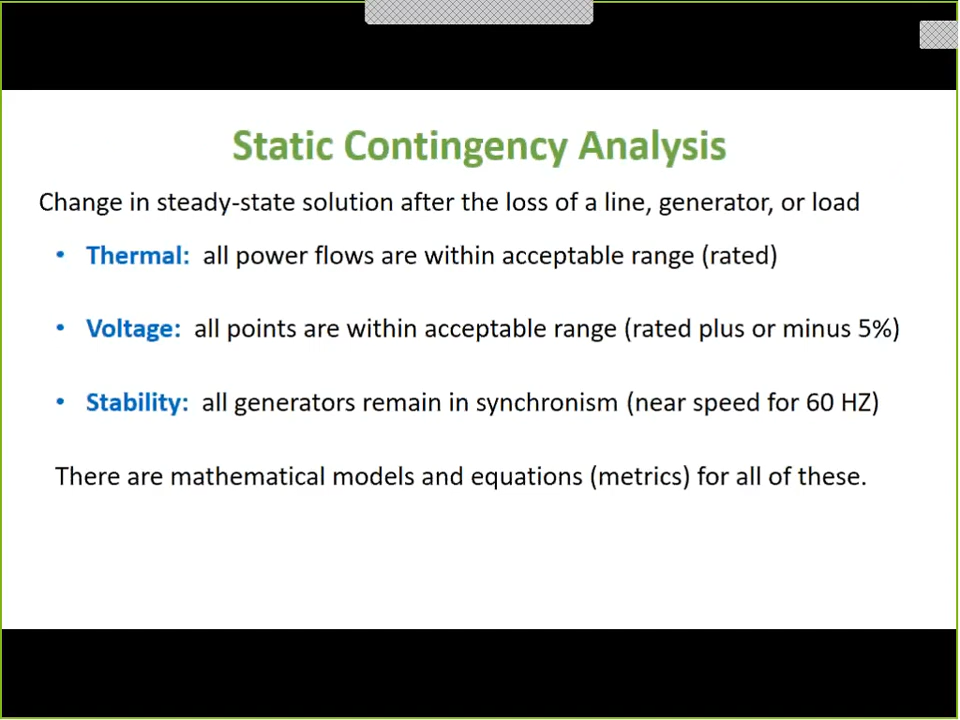 Static Contingency Analysis
Change in steady-state solution after the loss of a line, generator, or load
• Thermal: all power flows are within acceptable range (rated)
• Voltage: all points are within acceptable range (rated plus or minus 5%)
• Stability: all generators remain in synchronism (near speed for 60 HZ)
There are mathematical models and equations (metrics) for all of these.